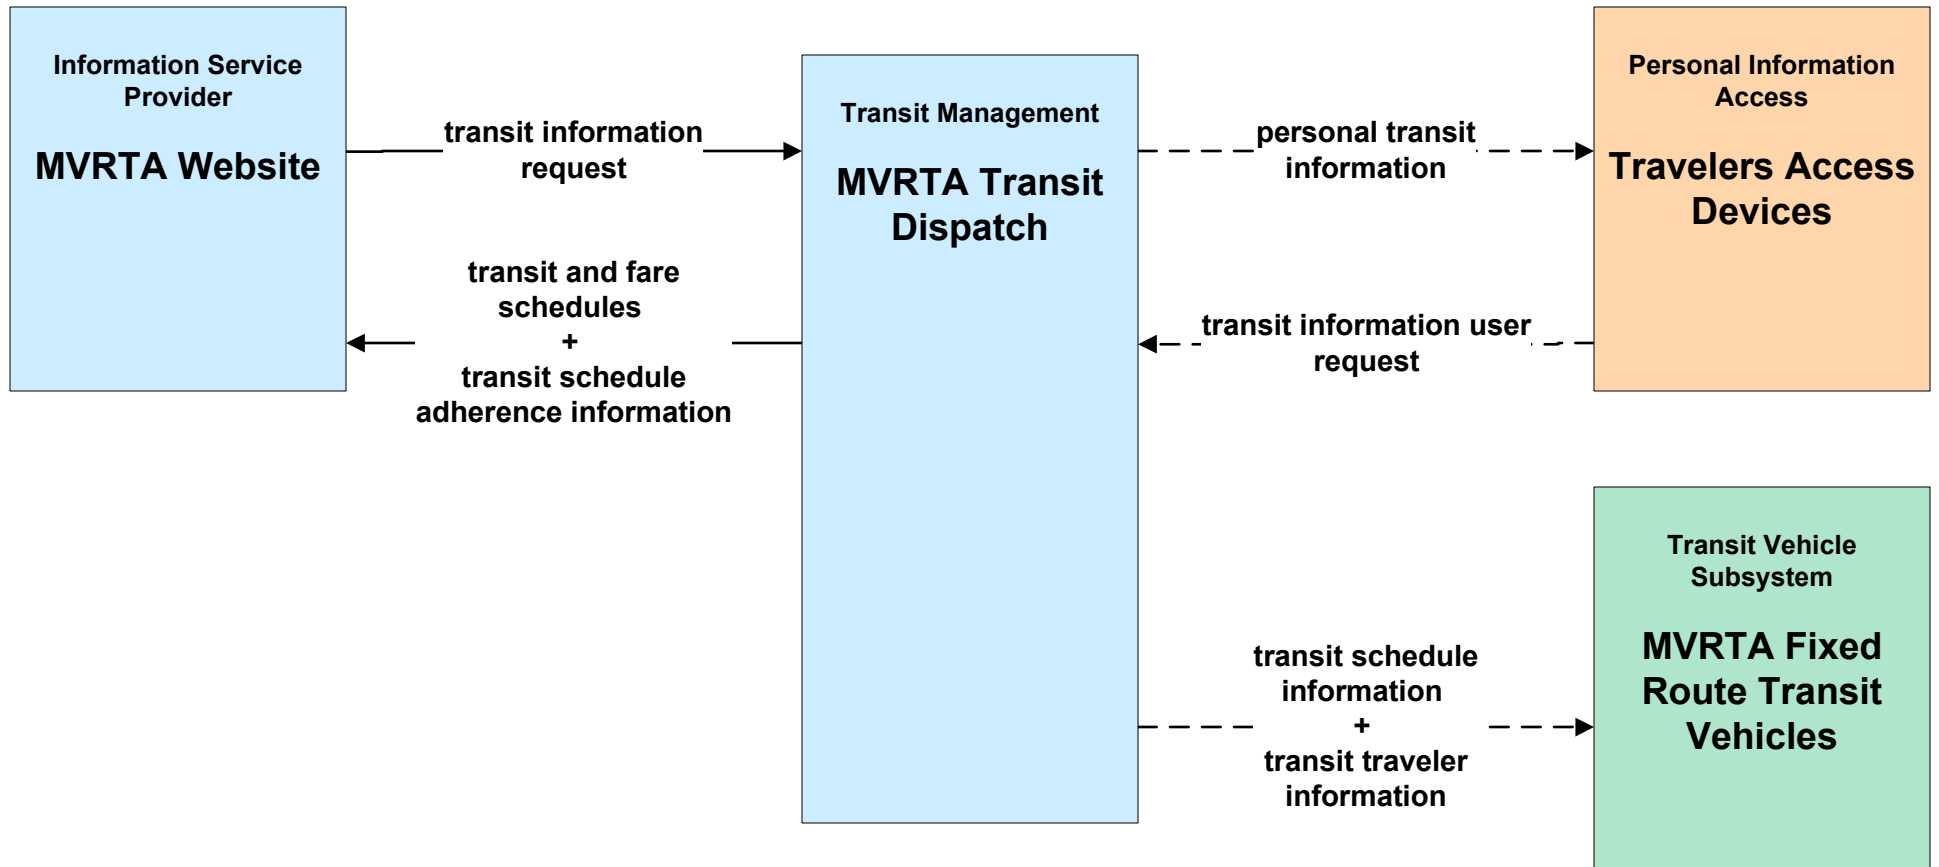 Information Service
Provider
MVRTA Website
transit information
request
transit and fare
schedules
+
transit schedule
adherence information
Transit Management
MVRTA Transit
Dispatch
personal transit
information
transit information user
request
transit schedule
information
+
transit traveler
information
Personal Information
Access
Travelers Access
Devices
Transit Vehicle
Subsystem
MVRTA Fixed
Route Transit
Vehicles